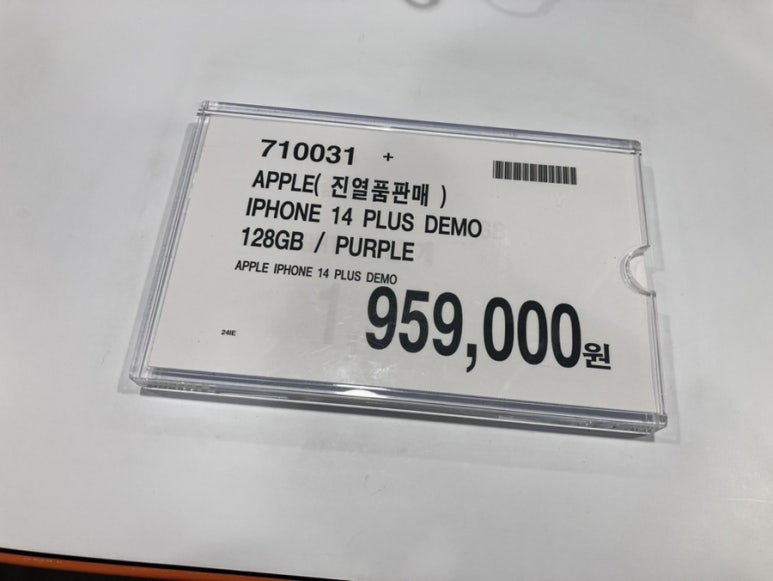 710031 +
APPLE( 진열품판매 )
IPHONE 14 PLUS DEMO
128GB / PURPLE
APPLE IPHONE 14 PLUS DEMO
959,000원
24IE